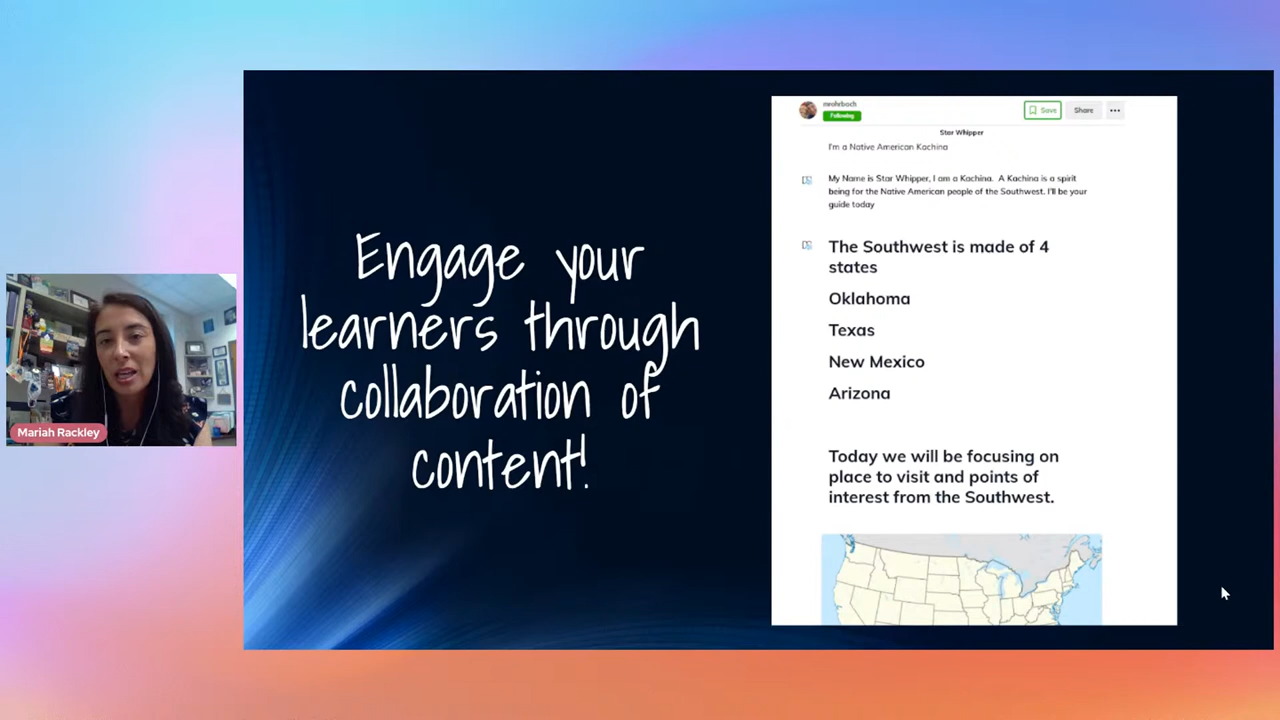 Engage your
learners through
collaboration of
content!
mrohrboch
Following
Save
Share
Star Whipper
I'm a Native American Kachina
My Name is Star Whipper, I am a Kachina. A Kachina is a spirit
being for the Native American people of the Southwest. I'll be your
guide today
The Southwest is made of 4
states
Oklahoma
Texas
New Mexico
Arizona
Today we will be focusing on
place to visit and points of
interest from the Southwest.
Mariah Rackley